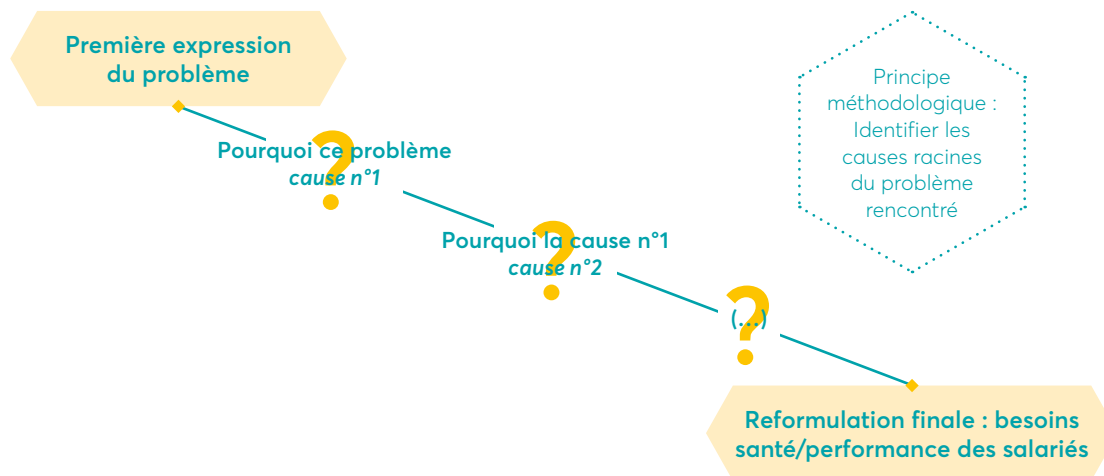 Première expression
du problème
Principe
méthodologique :
Identifier les
causes racines
du problème
rencontré
?
Pourquoi ce problème
cause n°1
?
Pourquoi la cause n°1
cause n°2
?
(...)
Reformulation finale : besoins
santé/performance des salariés